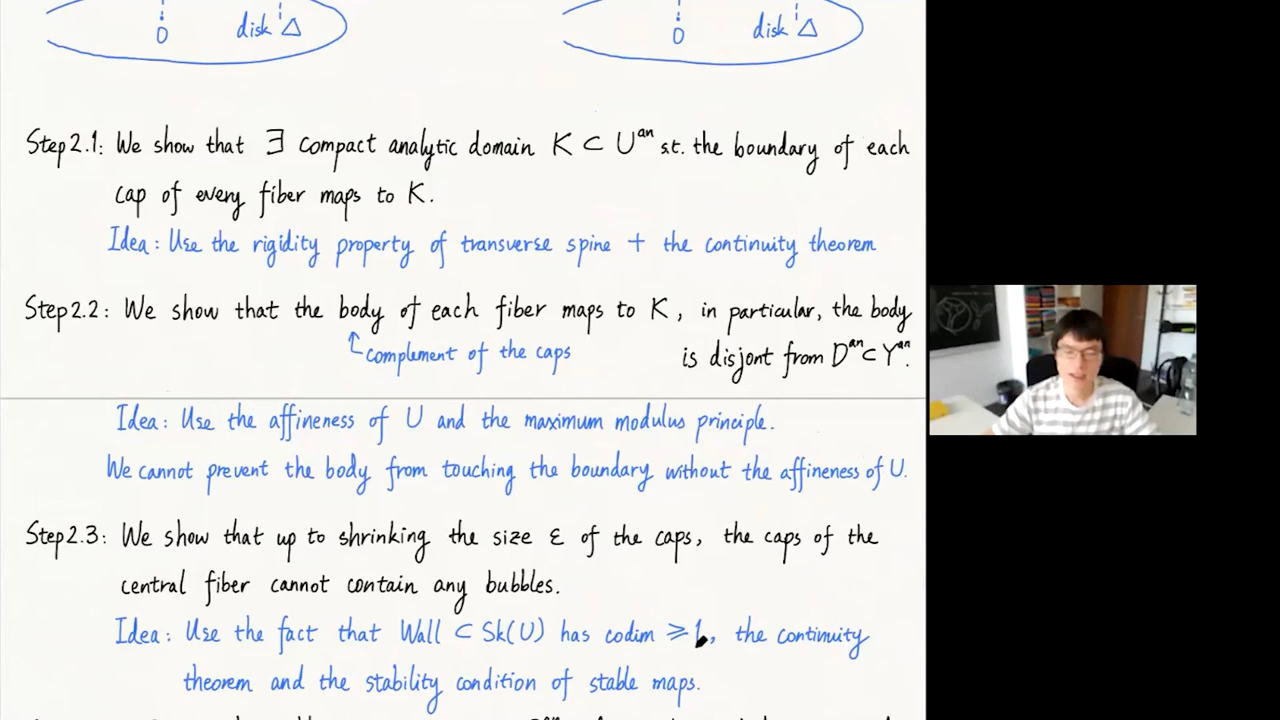 0 disk Δ 0 disk Δ
Step 2.1: We show that ∃ compact analytic domain K ⊂ U^an s.t. the boundary of each
cap of every fiber maps to K.
Idea: Use the rigidity property of transverse spine + the continuity theorem
Step 2.2: We show that the body of each fiber maps to K, in particular, the body
complement of the caps
is disjont from D^an ⊂ Y^an.
Idea: Use the affineness of U and the maximum modulus principle.
We cannot prevent the body from touching the boundary without the affineness of U.
Step 2.3: We show that up to shrinking the size ε of the caps, the caps of the
central fiber cannot contain any bubbles.
Idea: Use the fact that Wall ⊂ Sk(U) has codim ⩾ 1, the continuity
theorem and the stability condition of stable maps.